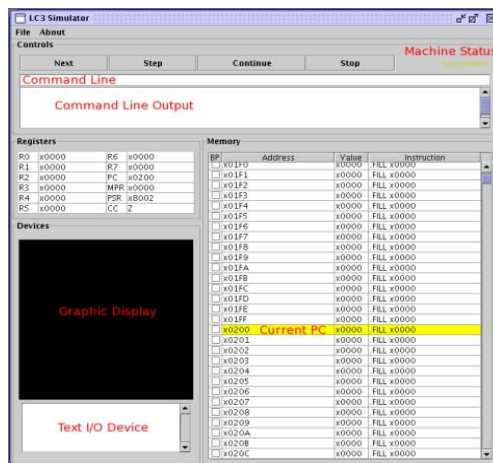 LC3 Simulator
File About
Controls
Next Step Continue Stop
Machine Status
Command Line
Command Line Output
Registers
R0 x0000 R6 x0000
R1 x0000 R7 x0000
R2 x0000 PC x0200
R3 x0000 MPR x0000
R4 x0000 PSR x8002
R5 x0000 CC Z
Devices
Graphic Display
Text I/O Device
Memory
BP Address Value Instruction
x01F0 x0000 .FILL x0000
x01F1 x0000 .FILL x0000
x01F2 x0000 .FILL x0000
x01F3 x0000 .FILL x0000
x01F4 x0000 .FILL x0000
x01F5 x0000 .FILL x0000
x01F6 x0000 .FILL x0000
x01F7 x0000 .FILL x0000
x01F8 x0000 .FILL x0000
x01F9 x0000 .FILL x0000
x01FA x0000 .FILL x0000
x01FB x0000 .FILL x0000
x01FC x0000 .FILL x0000
x01FD x0000 .FILL x0000
x01FE x0000 .FILL x0000
x01FF x0000 .FILL x0000
x0200 Current PC x0000 .FILL x0000
x0201 x0000 .FILL x0000
x0202 x0000 .FILL x0000
x0203 x0000 .FILL x0000
x0204 x0000 .FILL x0000
x0205 x0000 .FILL x0000
x0206 x0000 .FILL x0000
x0207 x0000 .FILL x0000
x0208 x0000 .FILL x0000
x0209 x0000 .FILL x0000
x020A x0000 .FILL x0000
x020B x0000 .FILL x0000
x020C x0000 .FILL x0000